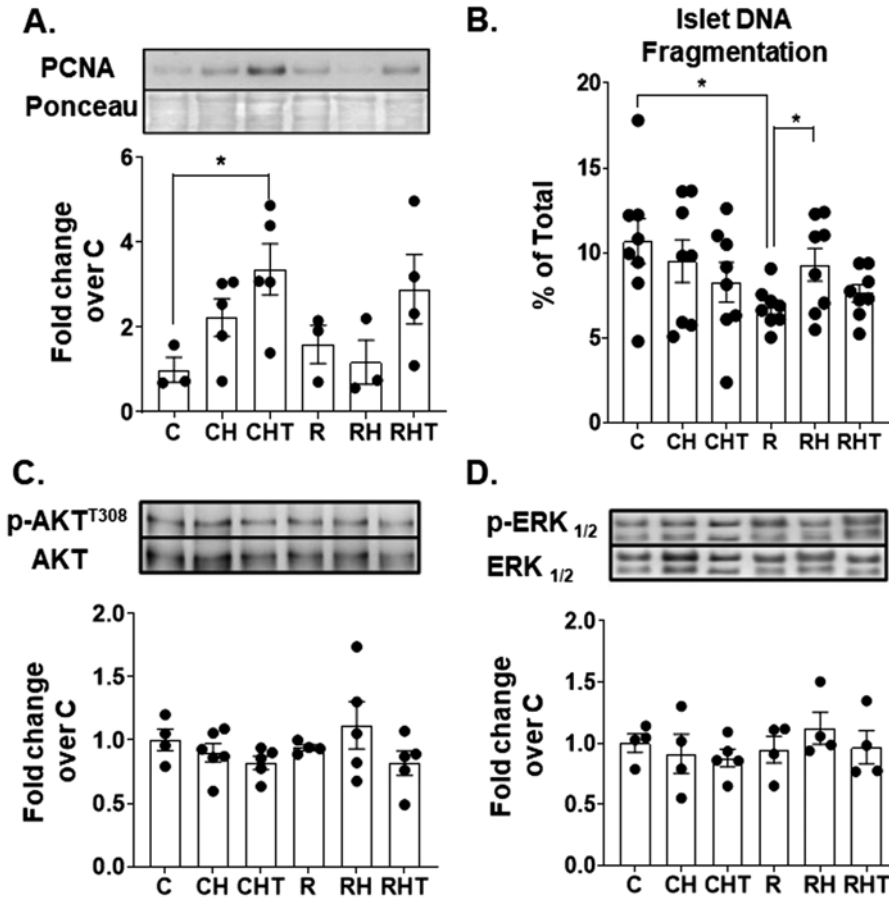 A.
PCNA
Ponceau
*
Fold change
over C
6
4
2
0
C CH CHT R RH RHT
B.
Islet DNA
Fragmentation
*
*
% of Total
20
15
10
5
0
C CH CHT R RH RHT
C.
p-AKTᵀ³⁰⁸
AKT
Fold change
over C
2.0
1.5
1.0
0.5
0.0
C CH CHT R RH RHT
D.
p-ERK 1/2
ERK 1/2
Fold change
over C
2.0
1.5
1.0
0.5
0.0
C CH CHT R RH RHT